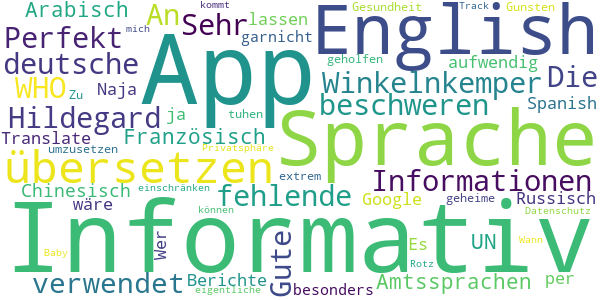 Arabisch An Sehr lassen kommt Gesundheit English Track Gunsten
Perfekt mich garnicht geholfen aufwendig
deutsche App Winkelnkemper Die
WHO Zu Naja beschweren Spanish
Hildegard ja tuhen Sprache
Translate Französisch
umzusetzen Privatsphäre
übersetzen extrem Informationen
Chinesisch einschränken fehlende Google geheime Russisch
wäre können Datenschutz
Informativ
Wer Gute Es UN Baby Wann
verwendet Berichte Rotz Amtssprachen per
eigentliche besonders